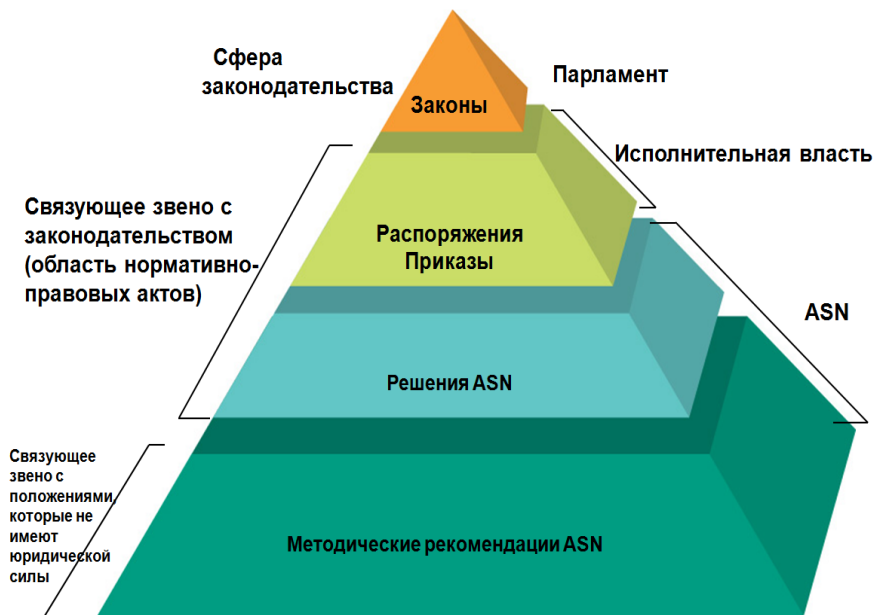 Сфера
законодательства
Парламент
Законы
Исполнительная власть
Связующее звено с
законодательством
(область нормативно-
правовых актов)
Распоряжения
Приказы
ASN
Решения ASN
Связующее
звено с
положениями,
которые не
имеют
юридической
силы
Методические рекомендации ASN